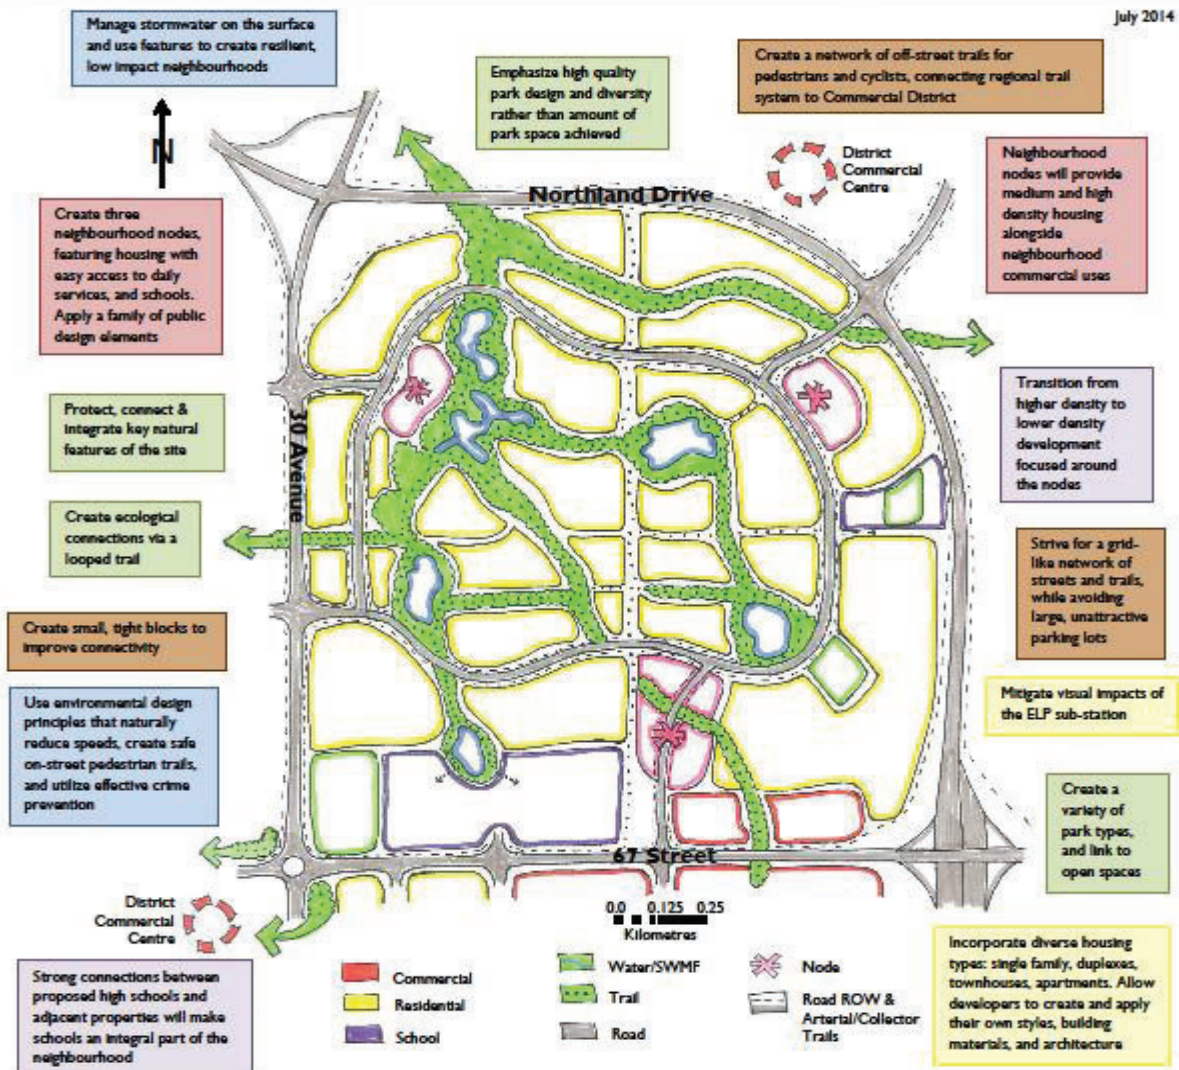 July 2014
Manage stormwater on the surface
and use features to create resilient,
low impact neighbourhoods
Emphasize high quality
park design and diversity
rather than amount of
park space achieved
Create a network of off-street trails for
pedestrians and cyclists, connecting regional trail
system to Commercial District
N
District
Commercial
Centre
Neighbourhood
nodes will provide
medium and high
density housing
alongside
neighbourhood
commercial uses
Northland Drive
Create three
neighbourhood nodes,
featuring housing with
easy access to daily
services, and schools.
Apply a family of public
design elements
Protect, connect &
integrate key natural
features of the site
30 Avenue
Transition from
higher density to
lower density
development
focused around
the nodes
Create ecological
connections via a
looped trail
Strive for a grid-
like network of
streets and trails,
while avoiding
large, unattractive
parking lots
Create small, tight blocks to
improve connectivity
Mitigate visual impacts of
the ELP sub-station
Use environmental design
principles that naturally
reduce speeds, create safe
on-street pedestrian trails,
and utilize effective crime
prevention
Create a
variety of
park types,
and link to
open spaces
67 Street
District
Commercial
Centre
0.0 0.125 0.25
Kilometres
Strong connections between
proposed high schools and
adjacent properties will make
schools an integral part of the
neighbourhood
Commercial
Residential
School
Water/SWMF
Trail
Road
Node
Road ROW &
Arterial/Collector
Trails
Incorporate diverse housing
types: single family, duplexes,
townhouses, apartments. Allow
developers to create and apply
their own styles, building
materials, and architecture